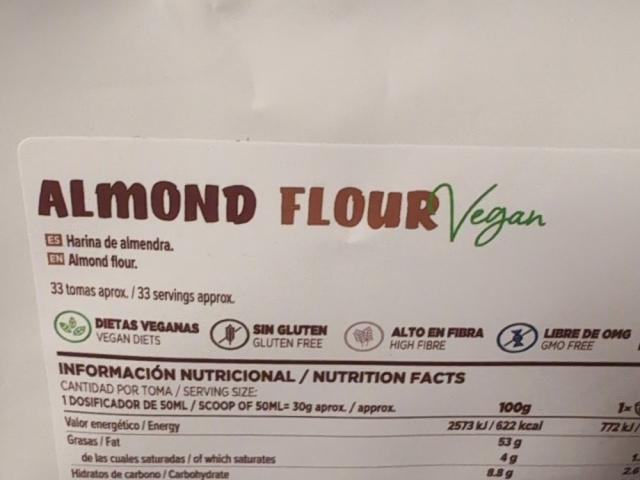 ALMOND FLOUR Vegan
ES Harina de almendra.
EN Almond flour.
33 tomas aprox. / 33 servings approx.
DIETAS VEGANAS
VEGAN DIETS
SIN GLUTEN
GLUTEN FREE
ALTO EN FIBRA
HIGH FIBRE
LIBRE DE OMG
GMO FREE
INFORMACIÓN NUTRICIONAL / NUTRITION FACTS
CANTIDAD POR TOMA / SERVING SIZE:
1 DOSIFICADOR DE 50ML / SCOOP OF 50ML= 30g aprox. / approx. 100g 1×
Valor energético / Energy 2573 kJ / 622 kcal 772 kJ /
Grasas / Fat 53 g
de las cuales saturadas / of which saturates 4 g
Hidratos de carbono / Carbohydrate 8.8 g